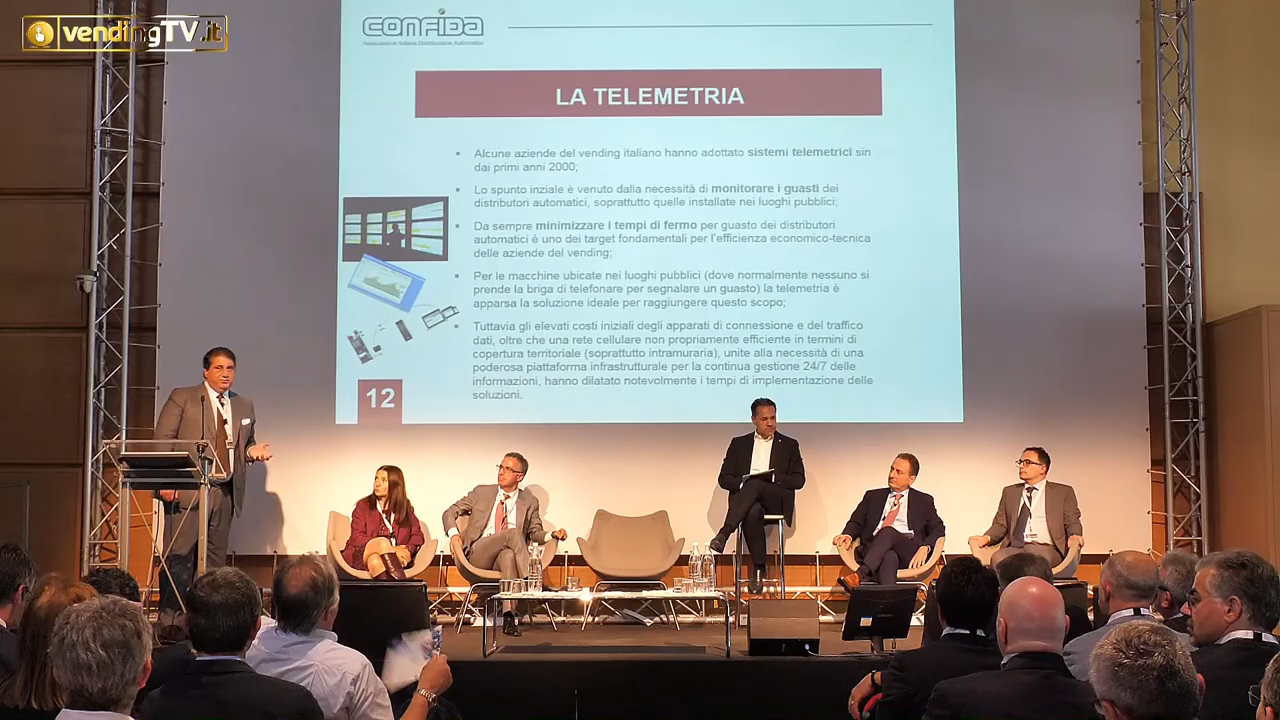 vendingTV.it
CONFIDA
Associazione Italiana Distribuzione Automatica
LA TELEMETRIA
▪ Alcune aziende del vending italiano hanno adottato sistemi telemetrici sin
dai primi anni 2000;
▪ Lo spunto inziale è venuto dalla necessità di monitorare i guasti dei
distributori automatici, soprattutto quelle installate nei luoghi pubblici;
▪ Da sempre minimizzare i tempi di fermo per guasto dei distributori
automatici è uno dei target fondamentali per l'efficienza economico-tecnica
delle aziende del vending;
▪ Per le macchine ubicate nei luoghi pubblici (dove normalmente nessuno si
prende la briga di telefonare per segnalare un guasto) la telemetria è
apparsa la soluzione ideale per raggiungere questo scopo;
▪ Tuttavia gli elevati costi iniziali degli apparati di connessione e del traffico
dati, oltre che una rete cellulare non propriamente efficiente in termini di
copertura territoriale (soprattutto intramuraria), unite alla necessità di una
poderosa piattaforma infrastrutturale per la continua gestione 24/7 delle
informazioni, hanno dilatato notevolmente i tempi di implementazione delle
soluzioni.
12